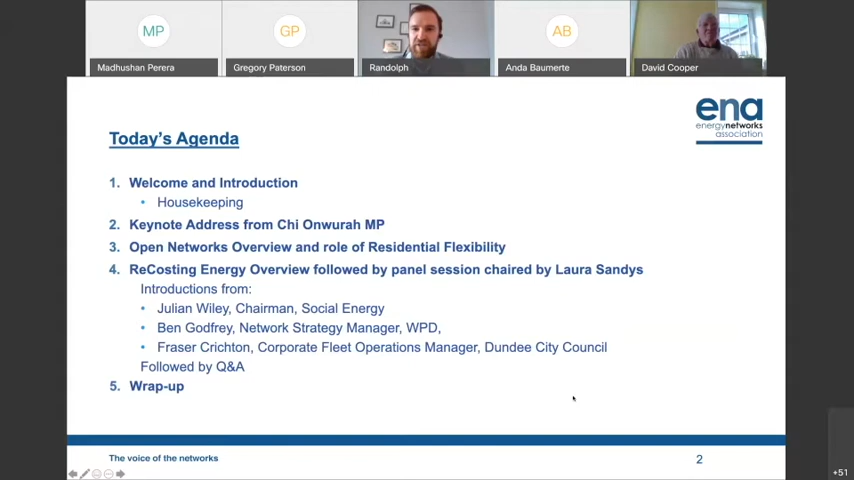 MP
GP
AB
Madhushan Perera
Gregory Paterson
Randolph
Anda Baumerte
David Cooper
ena
energynetworks
association
Today's Agenda
1. Welcome and Introduction
• Housekeeping
2. Keynote Address from Chi Onwurah MP
3. Open Networks Overview and role of Residential Flexibility
4. ReCosting Energy Overview followed by panel session chaired by Laura Sandys
Introductions from:
• Julian Wiley, Chairman, Social Energy
• Ben Godfrey, Network Strategy Manager, WPD,
• Fraser Crichton, Corporate Fleet Operations Manager, Dundee City Council
Followed by Q&A
5. Wrap-up
The voice of the networks
2
+51